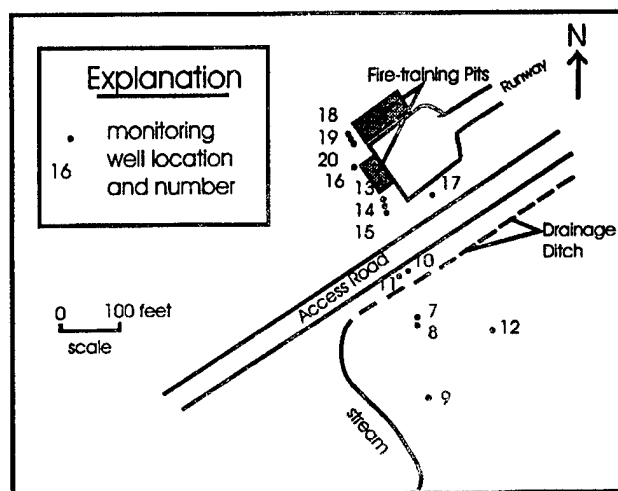 Explanation
monitoring
well location
and number
16
N
Fire-training Pits
Runway
18
19
20
16
13
14
15
17
Drainage
Ditch
Access Road
10
11
0 100 feet
scale
7
8
12
9
stream